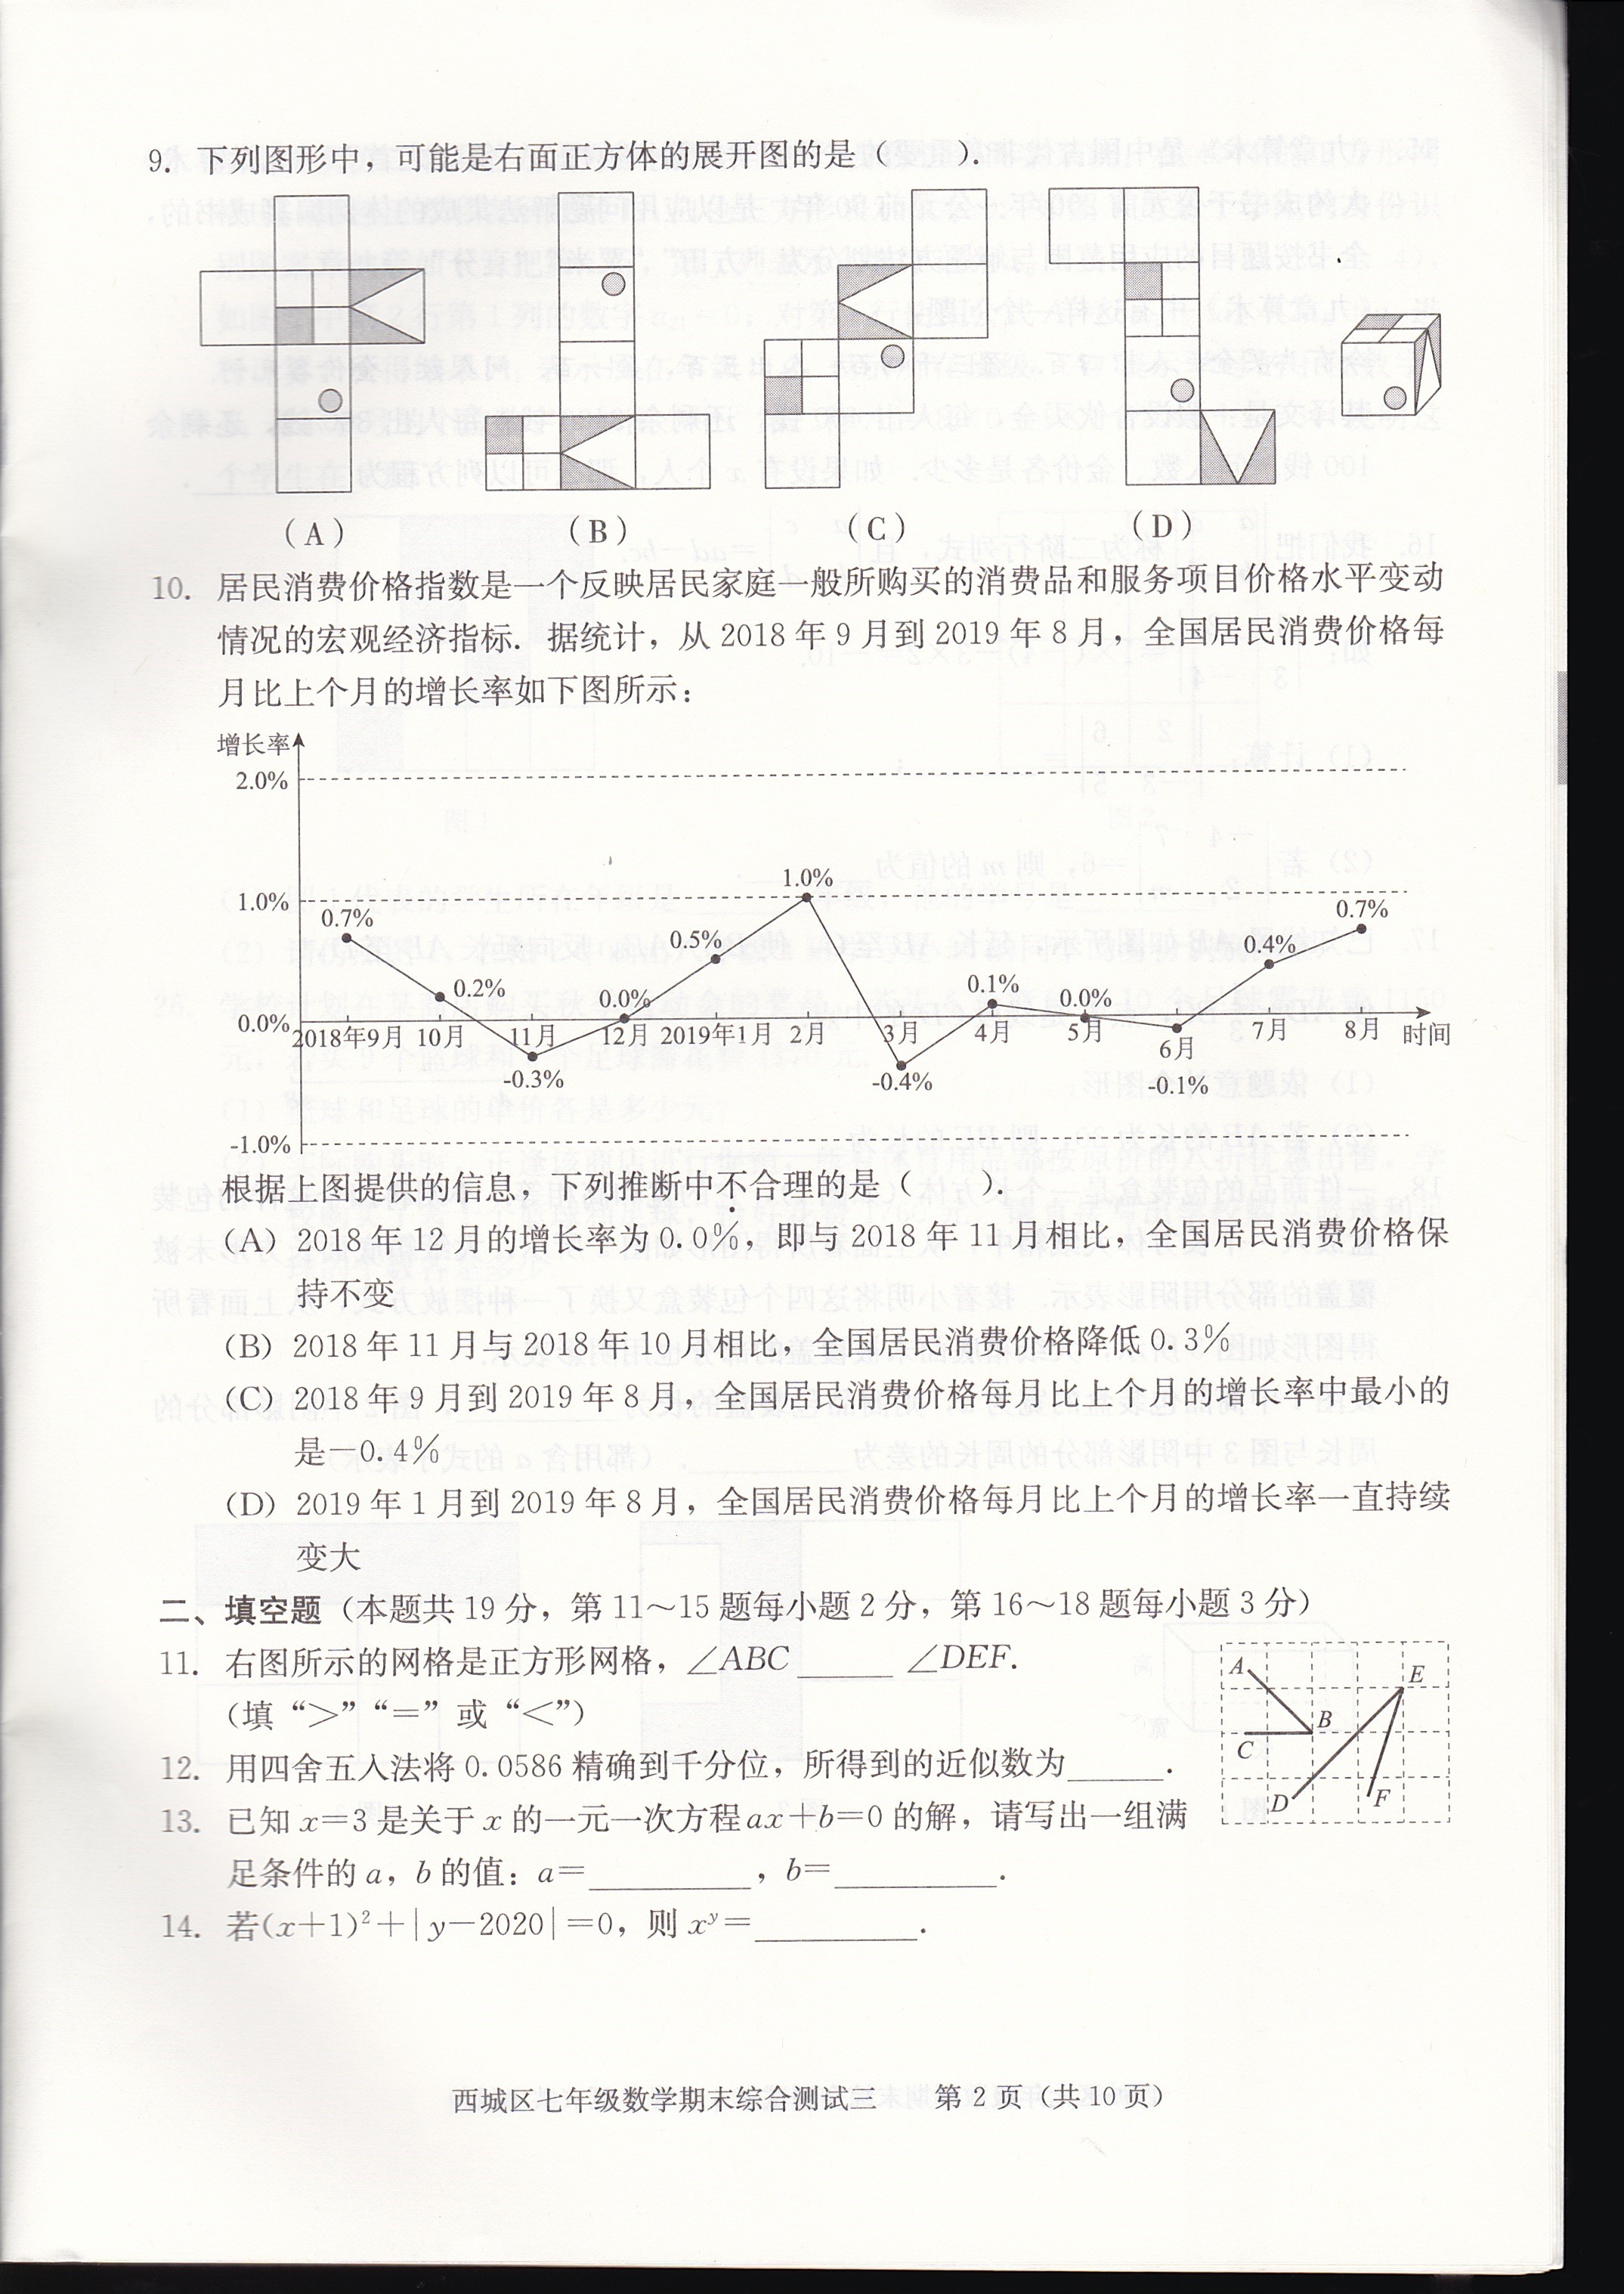 9. 下列图形中，可能是右面正方体的展开图的是（　　）.
（A）　（B）　（C）　（D）
10. 居民消费价格指数是一个反映居民家庭一般所购买的消费品和服务项目价格水平变动
情况的宏观经济指标. 据统计，从 2018 年 9 月到 2019 年 8 月，全国居民消费价格每
月比上个月的增长率如下图所示：
增长率
2.0%
1.0%
0.0%
-1.0%
0.7%
0.2%
-0.3%
0.0%
0.5%
1.0%
-0.4%
0.1%
0.0%
-0.1%
0.4%
0.7%
2018年9月 10月 11月 12月 2019年1月 2月 3月 4月 5月 6月 7月 8月 时间
根据上图提供的信息，下列推断中不合理的是（　　）.
（A） 2018 年 12 月的增长率为 0.0%，即与 2018 年 11 月相比，全国居民消费价格保
持不变
（B） 2018 年 11 月与 2018 年 10 月相比，全国居民消费价格降低 0.3%
（C） 2018 年 9 月到 2019 年 8 月，全国居民消费价格每月比上个月的增长率中最小的
是－0.4%
（D） 2019 年 1 月到 2019 年 8 月，全国居民消费价格每月比上个月的增长率一直持续
变大
二、填空题（本题共 19 分，第 11～15 题每小题 2 分，第 16～18 题每小题 3 分）
11. 右图所示的网格是正方形网格，∠ABC ______ ∠DEF.
（填“>”“=”或“<”）
A
B
C
D
E
F
12. 用四舍五入法将 0.0586 精确到千分位，所得到的近似数为______.
13. 已知 x=3 是关于 x 的一元一次方程 ax+b=0 的解，请写出一组满
足条件的 a，b 的值：a=__________，b=__________.
14. 若(x+1)²+|y−2020|=0，则 xʸ=__________.
西城区七年级数学期末综合测试三　第 2 页（共 10 页）